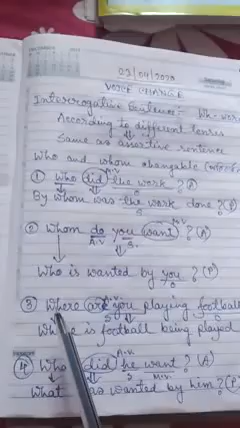 03/04/2020
VOICE CHANGE
Interrogative Sentence = Wh-word
According to different tenses
Same as assertive sentence
Who and whom changable
① Who did the work ? (A)
By whom was the work done ? (P)
② Whom do you want ? (A)
A.V. S.
Who is wanted by you ? (P)
③ Where are you playing football
Where is football being played
④ Who did he want ? (A)
A.v. S M.v.
What was wanted by him ? (P)